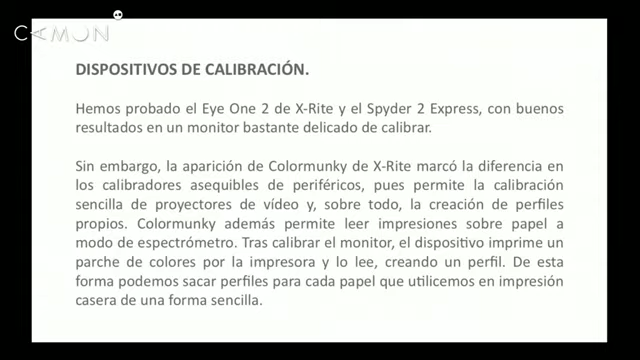 CAMON
DISPOSITIVOS DE CALIBRACIÓN.
Hemos probado el Eye One 2 de X-Rite y el Spyder 2 Express, con buenos
resultados en un monitor bastante delicado de calibrar.
Sin embargo, la aparición de Colormunky de X-Rite marcó la diferencia en
los calibradores asequibles de periféricos, pues permite la calibración
sencilla de proyectores de vídeo y, sobre todo, la creación de perfiles
propios. Colormunky además permite leer impresiones sobre papel a
modo de espectrómetro. Tras calibrar el monitor, el dispositivo imprime un
parche de colores por la impresora y lo lee, creando un perfil. De esta
forma podemos sacar perfiles para cada papel que utilicemos en impresión
casera de una forma sencilla.